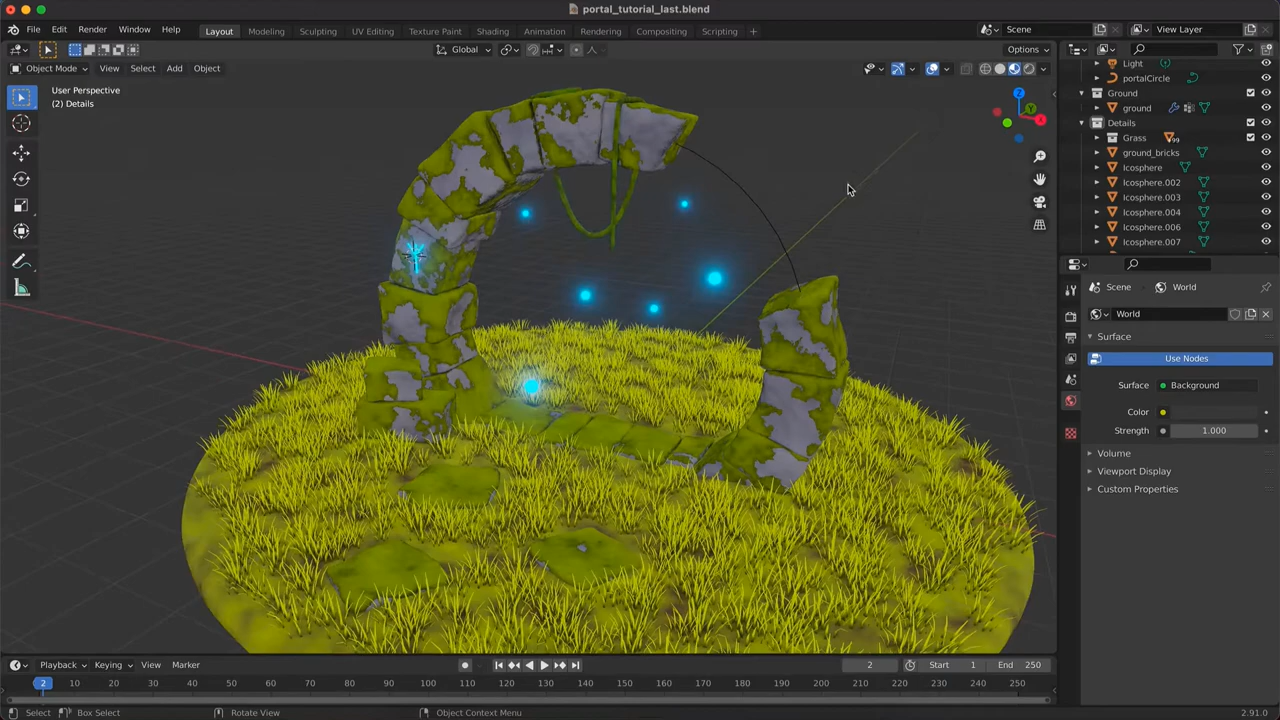 portal_tutorial_last.blend
File Edit Render Window Help Layout Modeling Sculpting UV Editing Texture Paint Shading Animation Rendering Compositing Scripting + Scene View Layer
Global Options
Object Mode View Select Add Object
User Perspective
(2) Details
Z
Y
X
Light
portalCircle
Ground
ground
Details
Grass 99
ground_bricks
Icosphere
Icosphere.002
Icosphere.003
Icosphere.004
Icosphere.006
Icosphere.007
Scene World
World
Surface
Use Nodes
Surface Background
Color
Strength 1.000
Volume
Viewport Display
Custom Properties
Playback Keying View Marker 2 Start 1 End 250
2 10 20 30 40 50 60 70 80 90 100 110 120 130 140 150 160 170 180 190 200 210 220 230 240 250
Select Box Select Rotate View Object Context Menu 2.91.0